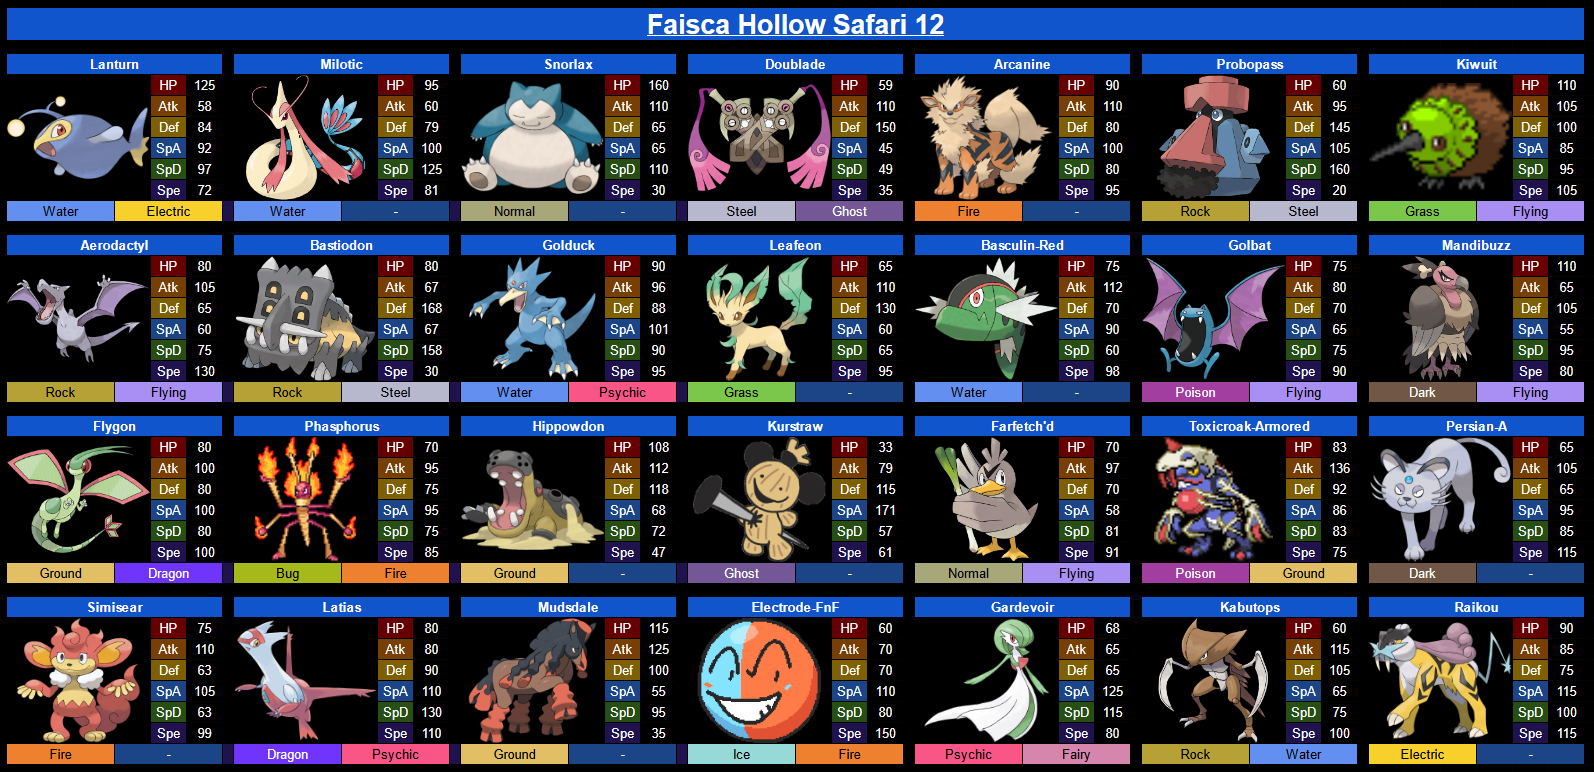 Faisca Hollow Safari 12
Lanturn Milotic Snorlax Doublade Arcanine Probopass Kiwuit
HP 125 HP 95 HP 160 HP 59 HP 90 HP 60 HP 110
Atk 58 Atk 60 Atk 110 Atk 110 Atk 110 Atk 95 Atk 105
Def 84 Def 79 Def 65 Def 150 Def 80 Def 145 Def 100
SpA 92 SpA 100 SpA 65 SpA 45 SpA 100 SpA 105 SpA 85
SpD 97 SpD 125 SpD 110 SpD 49 SpD 80 SpD 160 SpD 95
Spe 72 Spe 81 Spe 30 Spe 35 Spe 95 Spe 20 Spe 105
Water Electric Water - Normal - Steel Ghost Fire - Rock Steel Grass Flying
Aerodactyl Bastiodon Golduck Leafeon Basculin-Red Golbat Mandibuzz
HP 80 HP 80 HP 90 HP 65 HP 75 HP 75 HP 110
Atk 105 Atk 67 Atk 96 Atk 110 Atk 112 Atk 80 Atk 65
Def 65 Def 168 Def 88 Def 130 Def 70 Def 70 Def 105
SpA 60 SpA 67 SpA 101 SpA 60 SpA 90 SpA 65 SpA 55
SpD 75 SpD 158 SpD 90 SpD 65 SpD 60 SpD 75 SpD 95
Spe 130 Spe 30 Spe 95 Spe 95 Spe 98 Spe 90 Spe 80
Rock Flying Rock Steel Water Psychic Grass - Water - Poison Flying Dark Flying
Flygon Phasphorus Hippowdon Kurstraw Farfetch'd Toxicroak-Armored Persian-A
HP 80 HP 70 HP 108 HP 33 HP 70 HP 83 HP 65
Atk 100 Atk 95 Atk 112 Atk 79 Atk 97 Atk 136 Atk 105
Def 80 Def 75 Def 118 Def 115 Def 70 Def 92 Def 65
SpA 100 SpA 95 SpA 68 SpA 171 SpA 58 SpA 86 SpA 95
SpD 80 SpD 75 SpD 72 SpD 57 SpD 81 SpD 83 SpD 85
Spe 100 Spe 85 Spe 47 Spe 61 Spe 91 Spe 75 Spe 115
Ground Dragon Bug Fire Ground - Ghost - Normal Flying Poison Ground Dark -
Simisear Latias Mudsdale Electrode-FnF Gardevoir Kabutops Raikou
HP 75 HP 80 HP 115 HP 60 HP 68 HP 60 HP 90
Atk 110 Atk 80 Atk 125 Atk 70 Atk 65 Atk 115 Atk 85
Def 63 Def 90 Def 100 Def 70 Def 65 Def 105 Def 75
SpA 105 SpA 110 SpA 55 SpA 110 SpA 125 SpA 65 SpA 115
SpD 63 SpD 130 SpD 95 SpD 80 SpD 115 SpD 75 SpD 100
Spe 99 Spe 110 Spe 35 Spe 150 Spe 80 Spe 100 Spe 115
Fire - Dragon Psychic Ground - Ice Fire Psychic Fairy Rock Water Electric -